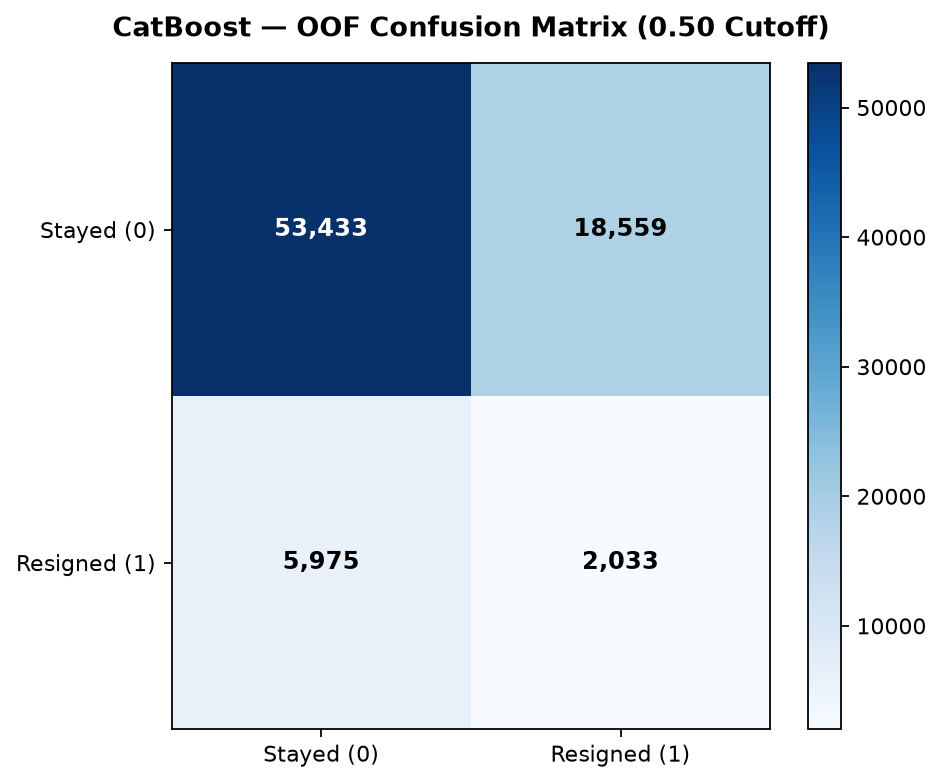 CatBoost — OOF Confusion Matrix (0.50 Cutoff)
Stayed (0)
53,433
18,559
Resigned (1)
5,975
2,033
Stayed (0)
Resigned (1)
50000
40000
30000
20000
10000